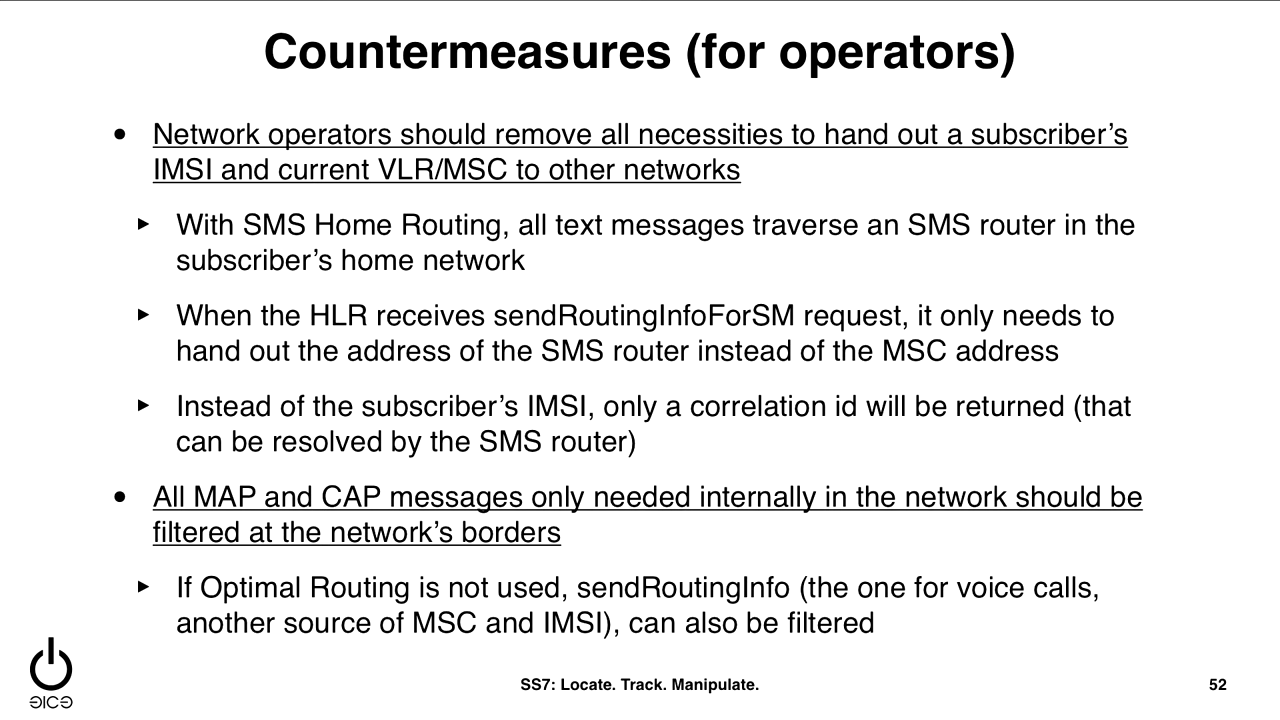 Countermeasures (for operators)
• Network operators should remove all necessities to hand out a subscriber’s
IMSI and current VLR/MSC to other networks
‣ With SMS Home Routing, all text messages traverse an SMS router in the
subscriber’s home network
‣ When the HLR receives sendRoutingInfoForSM request, it only needs to
hand out the address of the SMS router instead of the MSC address
‣ Instead of the subscriber’s IMSI, only a correlation id will be returned (that
can be resolved by the SMS router)
• All MAP and CAP messages only needed internally in the network should be
filtered at the network’s borders
‣ If Optimal Routing is not used, sendRoutingInfo (the one for voice calls,
another source of MSC and IMSI), can also be filtered
SS7: Locate. Track. Manipulate.
52